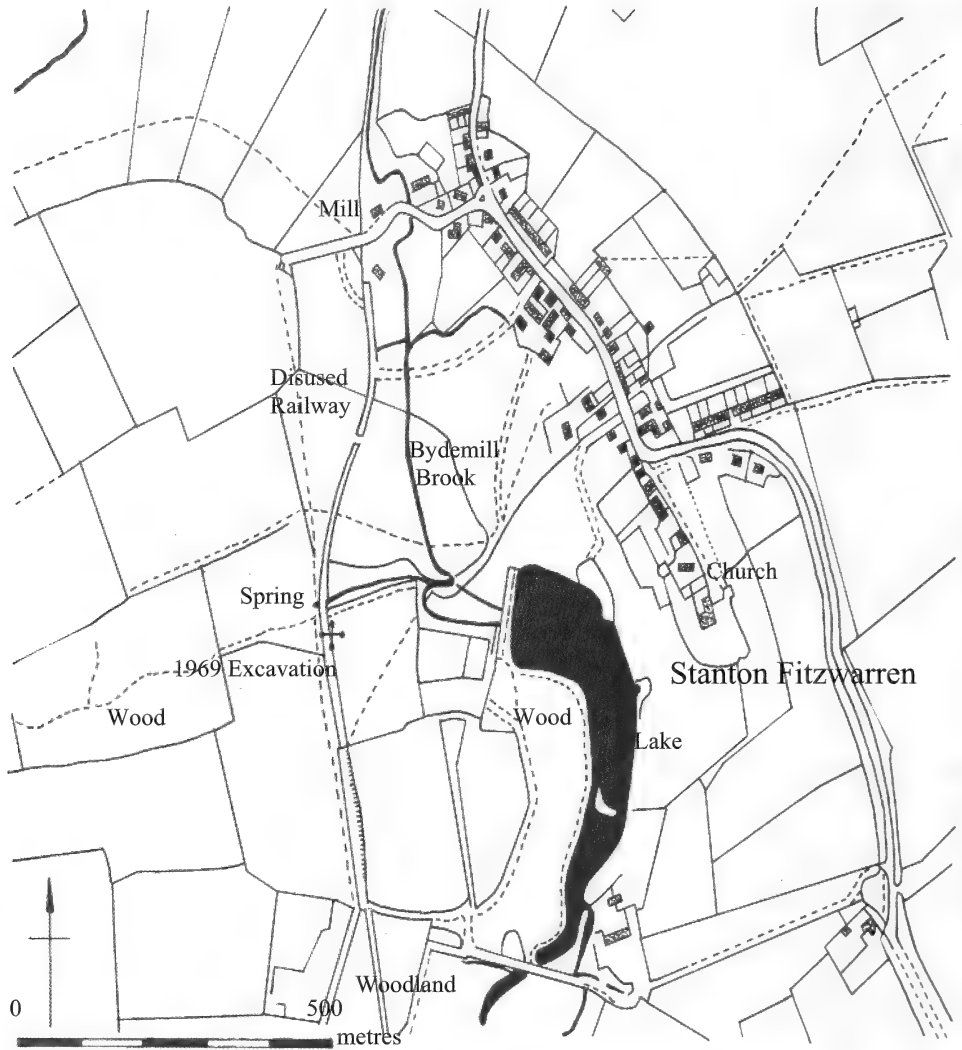 Mill
Disused
Railway
Bydemill
Brook
Spring
Church
1969 Excavation
Stanton Fitzwarren
Wood
Wood
Lake
Woodland
0
500
metres